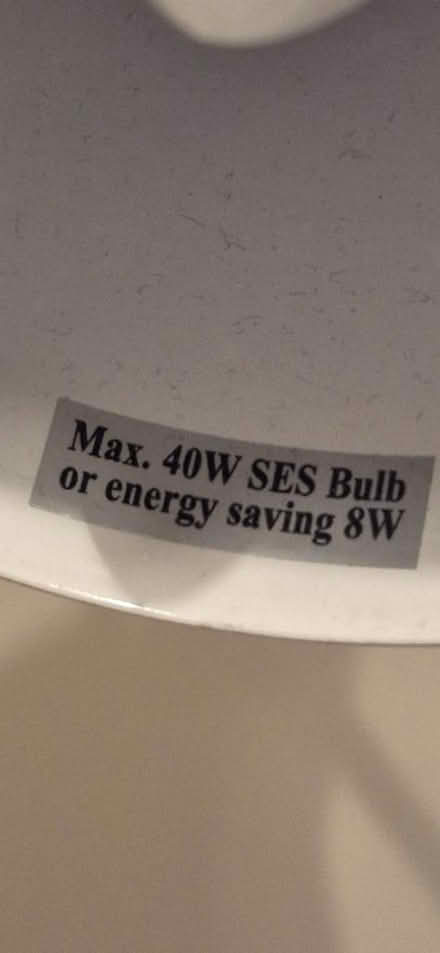 Max. 40W SES Bulb
or energy saving 8W